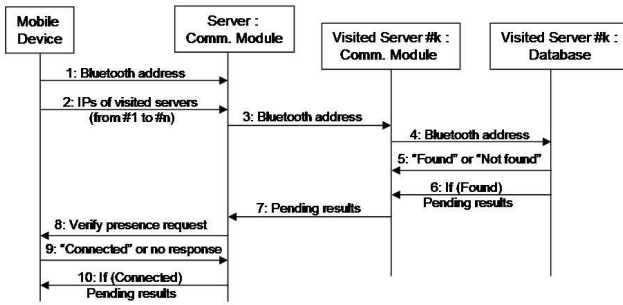 Mobile
Device
Server :
Comm. Module
Visited Server #k :
Comm. Module
Visited Server #k :
Database
1: Bluetooth address
2: IPs of visited servers
(from #1 to #n)
3: Bluetooth address
4: Bluetooth address
5: “Found” or “Not found”
6: If (Found)
Pending results
7: Pending results
8: Verify presence request
9: “Connected” or no response
10: If (Connected)
Pending results